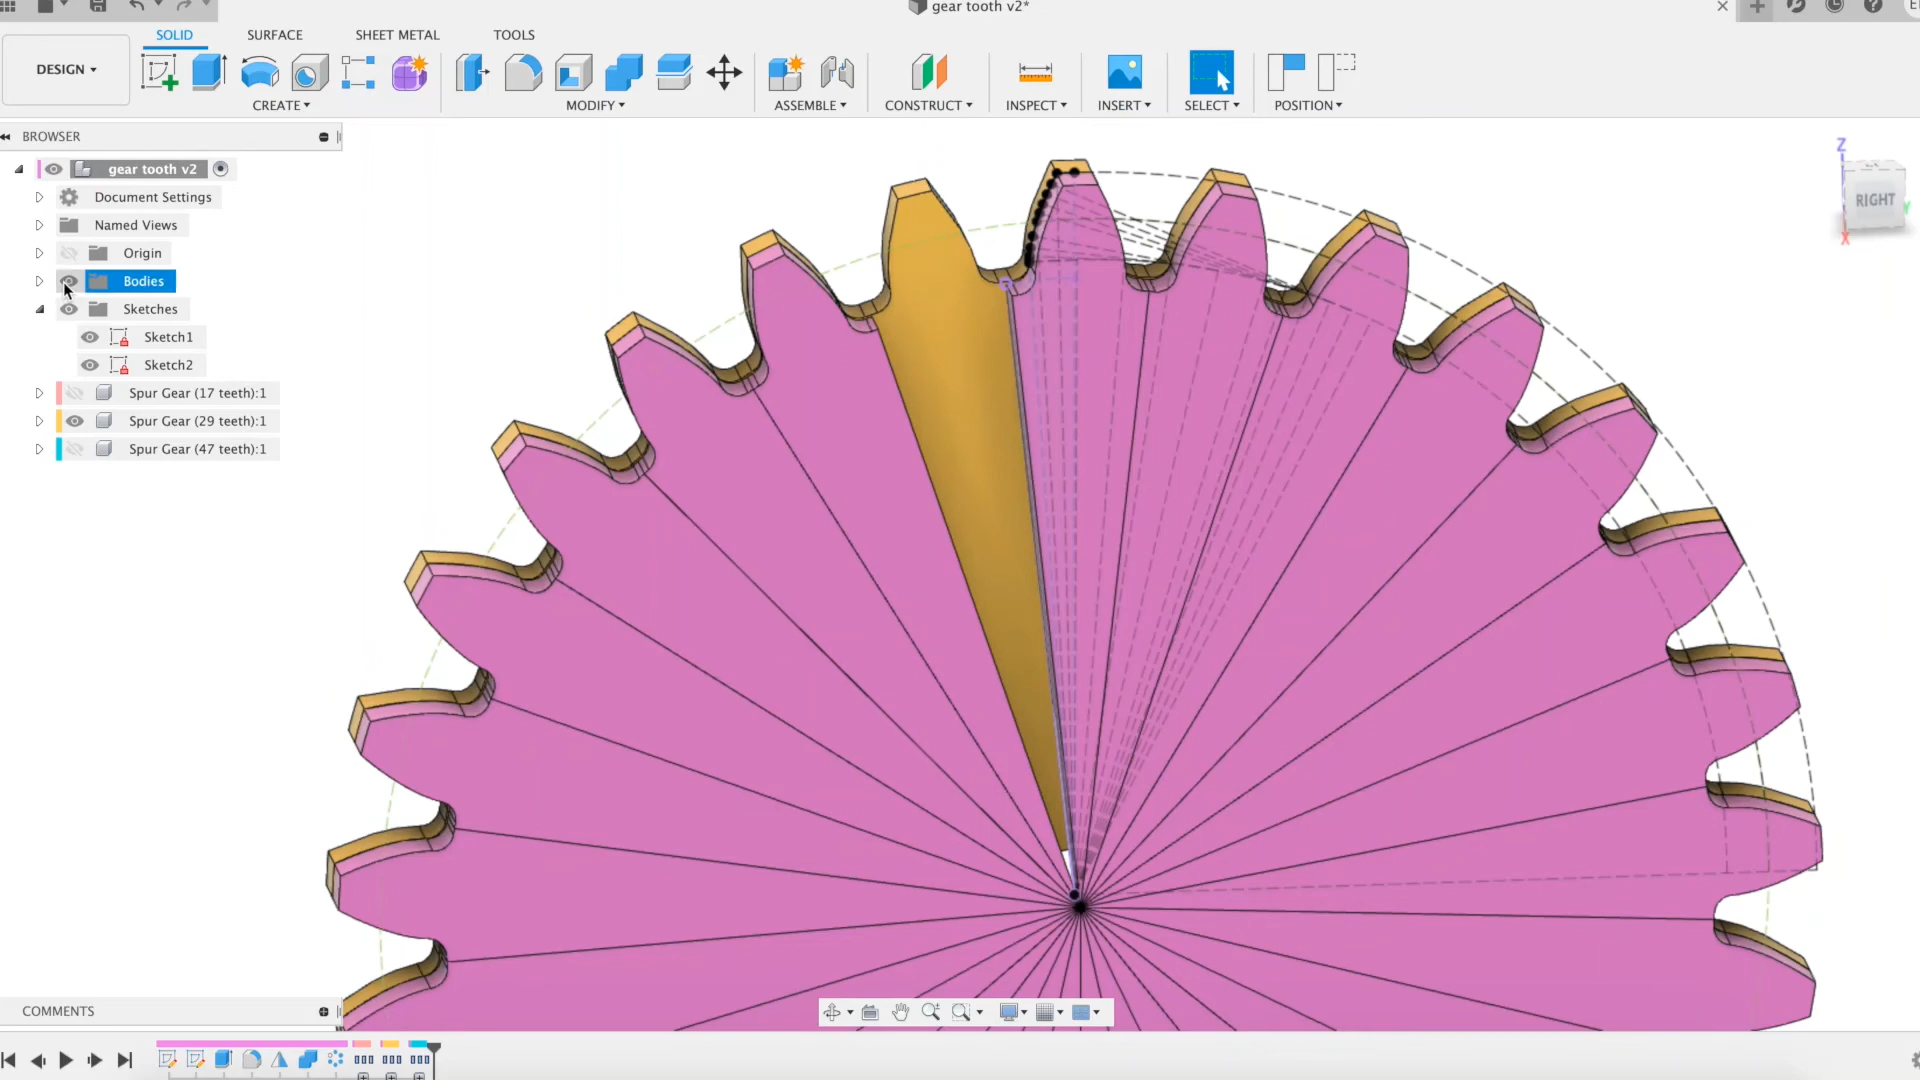 gear tooth v2*
SOLID SURFACE SHEET METAL TOOLS
DESIGN
CREATE MODIFY ASSEMBLE CONSTRUCT INSPECT INSERT SELECT POSITION
BROWSER
gear tooth v2
Document Settings
Named Views
Origin
Bodies
Sketches
Sketch1
Sketch2
Spur Gear (17 teeth):1
Spur Gear (29 teeth):1
Spur Gear (47 teeth):1
Z
RIGHT
X
COMMENTS